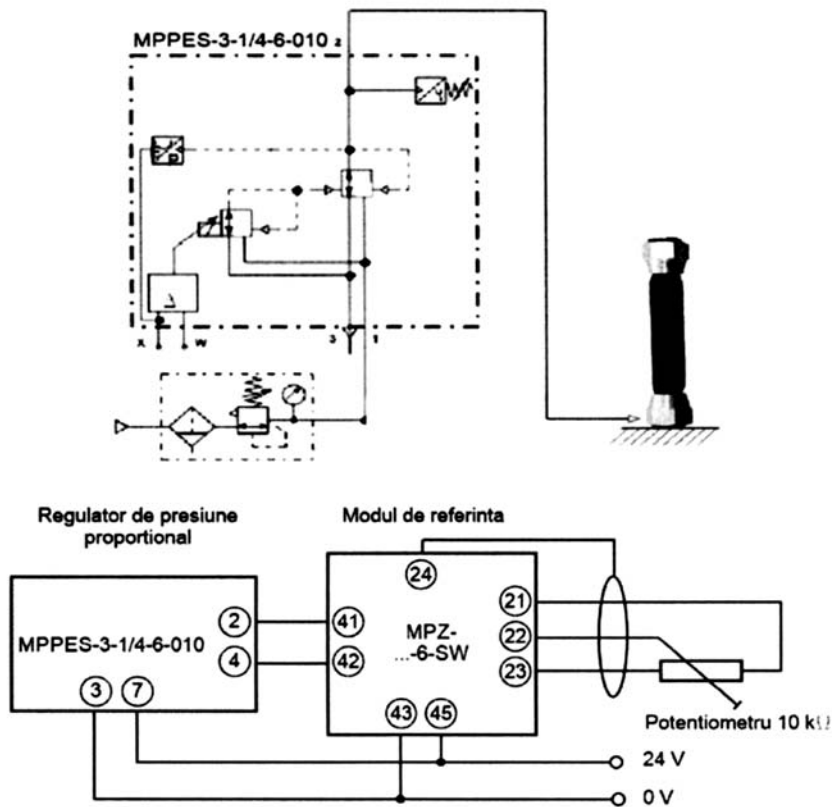 MPPES-3-1/4-6-010 2
p
X W 3 1
Regulator de presiune
proportional
Modul de referinta
24
MPPES-3-1/4-6-010
2
4
3 7
41
42
MPZ-
...-6-SW
43 45
21
22
23
Potentiometru 10 kΩ
24 V
0 V